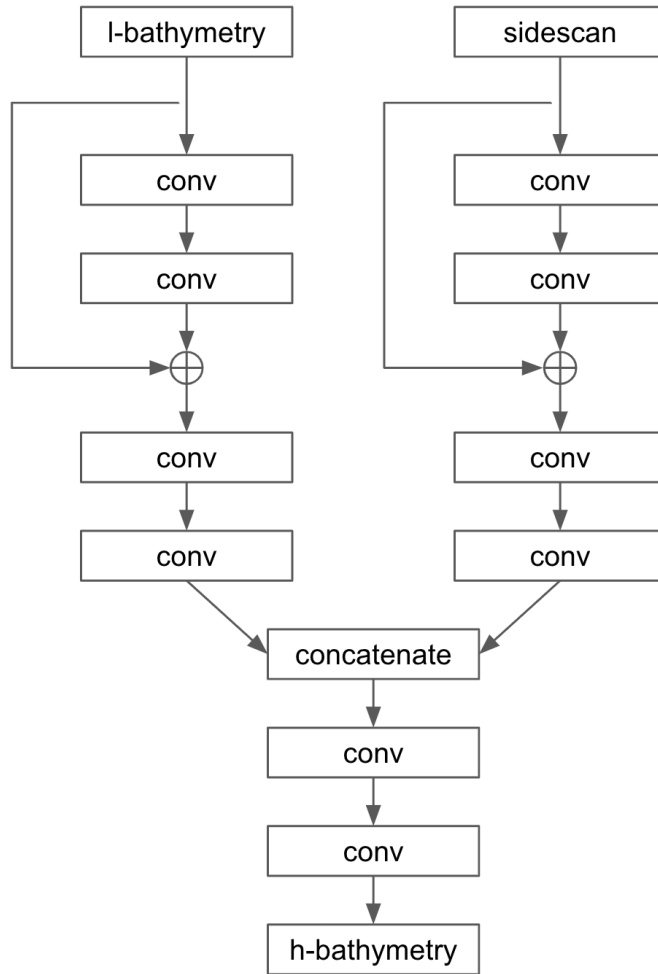 l-bathymetry
sidescan
conv
conv
conv
conv
conv
conv
conv
conv
concatenate
conv
conv
h-bathymetry